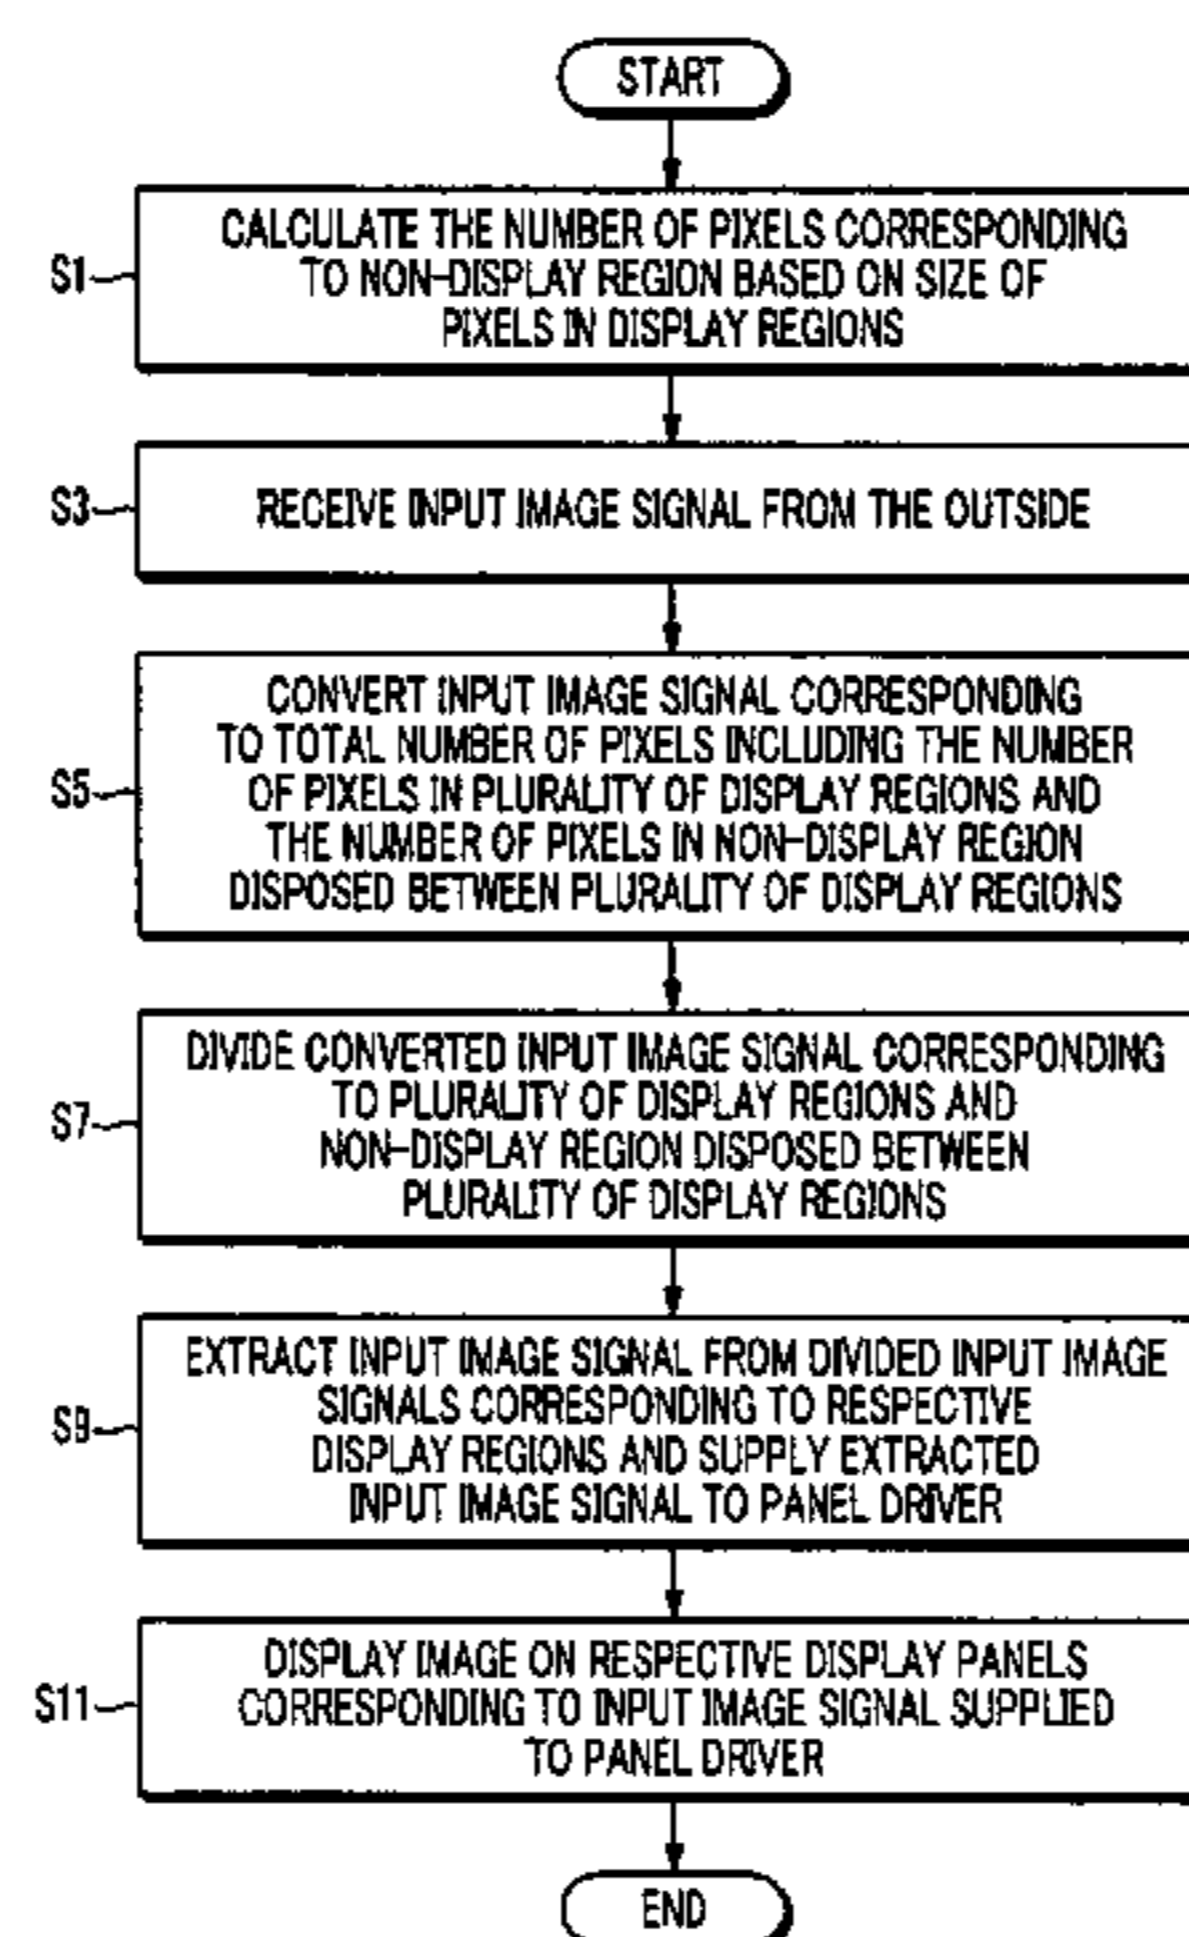 START
S1
CALCULATE THE NUMBER OF PIXELS CORRESPONDING
TO NON-DISPLAY REGION BASED ON SIZE OF
PIXELS IN DISPLAY REGIONS
S3
RECEIVE INPUT IMAGE SIGNAL FROM THE OUTSIDE
S5
CONVERT INPUT IMAGE SIGNAL CORRESPONDING
TO TOTAL NUMBER OF PIXELS INCLUDING THE NUMBER
OF PIXELS IN PLURALITY OF DISPLAY REGIONS AND
THE NUMBER OF PIXELS IN NON-DISPLAY REGION
DISPOSED BETWEEN PLURALITY OF DISPLAY REGIONS
S7
DIVIDE CONVERTED INPUT IMAGE SIGNAL CORRESPONDING
TO PLURALITY OF DISPLAY REGIONS AND
NON-DISPLAY REGION DISPOSED BETWEEN
PLURALITY OF DISPLAY REGIONS
S9
EXTRACT INPUT IMAGE SIGNAL FROM DIVIDED INPUT IMAGE
SIGNALS CORRESPONDING TO RESPECTIVE
DISPLAY REGIONS AND SUPPLY EXTRACTED
INPUT IMAGE SIGNAL TO PANEL DRIVER
S11
DISPLAY IMAGE ON RESPECTIVE DISPLAY PANELS
CORRESPONDING TO INPUT IMAGE SIGNAL SUPPLIED
TO PANEL DRIVER
END